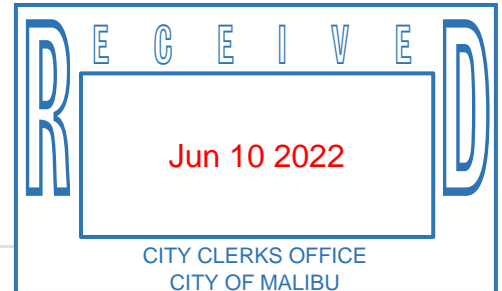 RECEIVED
Jun 10 2022
CITY CLERKS OFFICE
CITY OF MALIBU